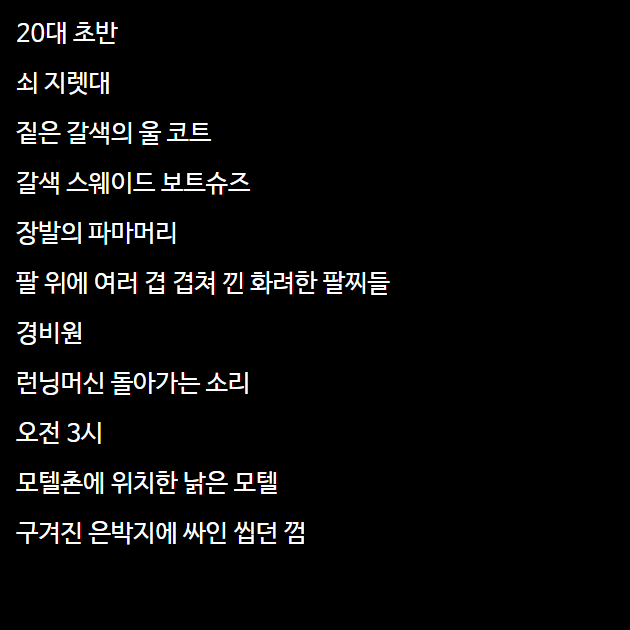 20대 초반
쇠 지렛대
짙은 갈색의 울 코트
갈색 스웨이드 보트슈즈
장발의 파마머리
팔 위에 여러 겹 겹쳐 낀 화려한 팔찌들
경비원
런닝머신 돌아가는 소리
오전 3시
모텔촌에 위치한 낡은 모텔
구겨진 은박지에 싸인 씹던 껌